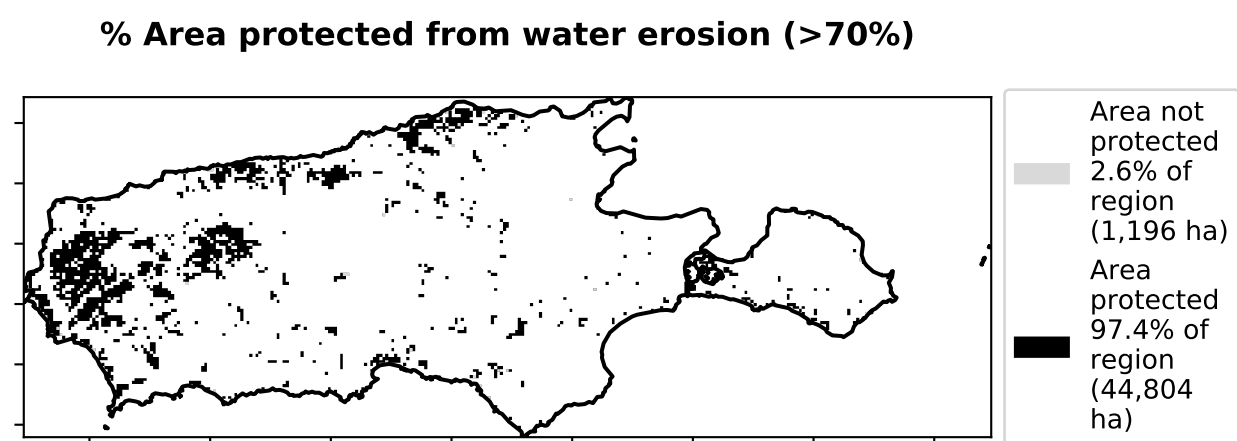 % Area protected from water erosion (>70%)
Area not
protected
2.6% of
region
(1,196 ha)
Area
protected
97.4% of
region
(44,804
ha)